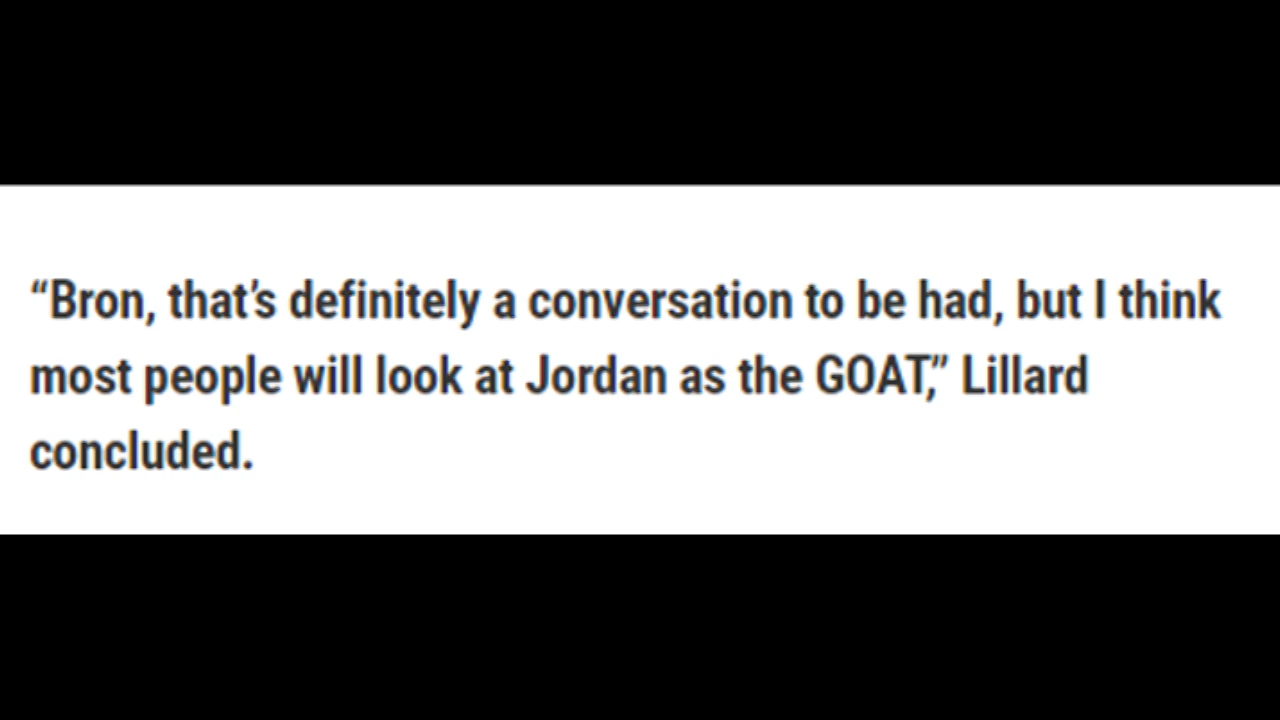 “Bron, that’s definitely a conversation to be had, but I think
most people will look at Jordan as the GOAT,” Lillard
concluded.